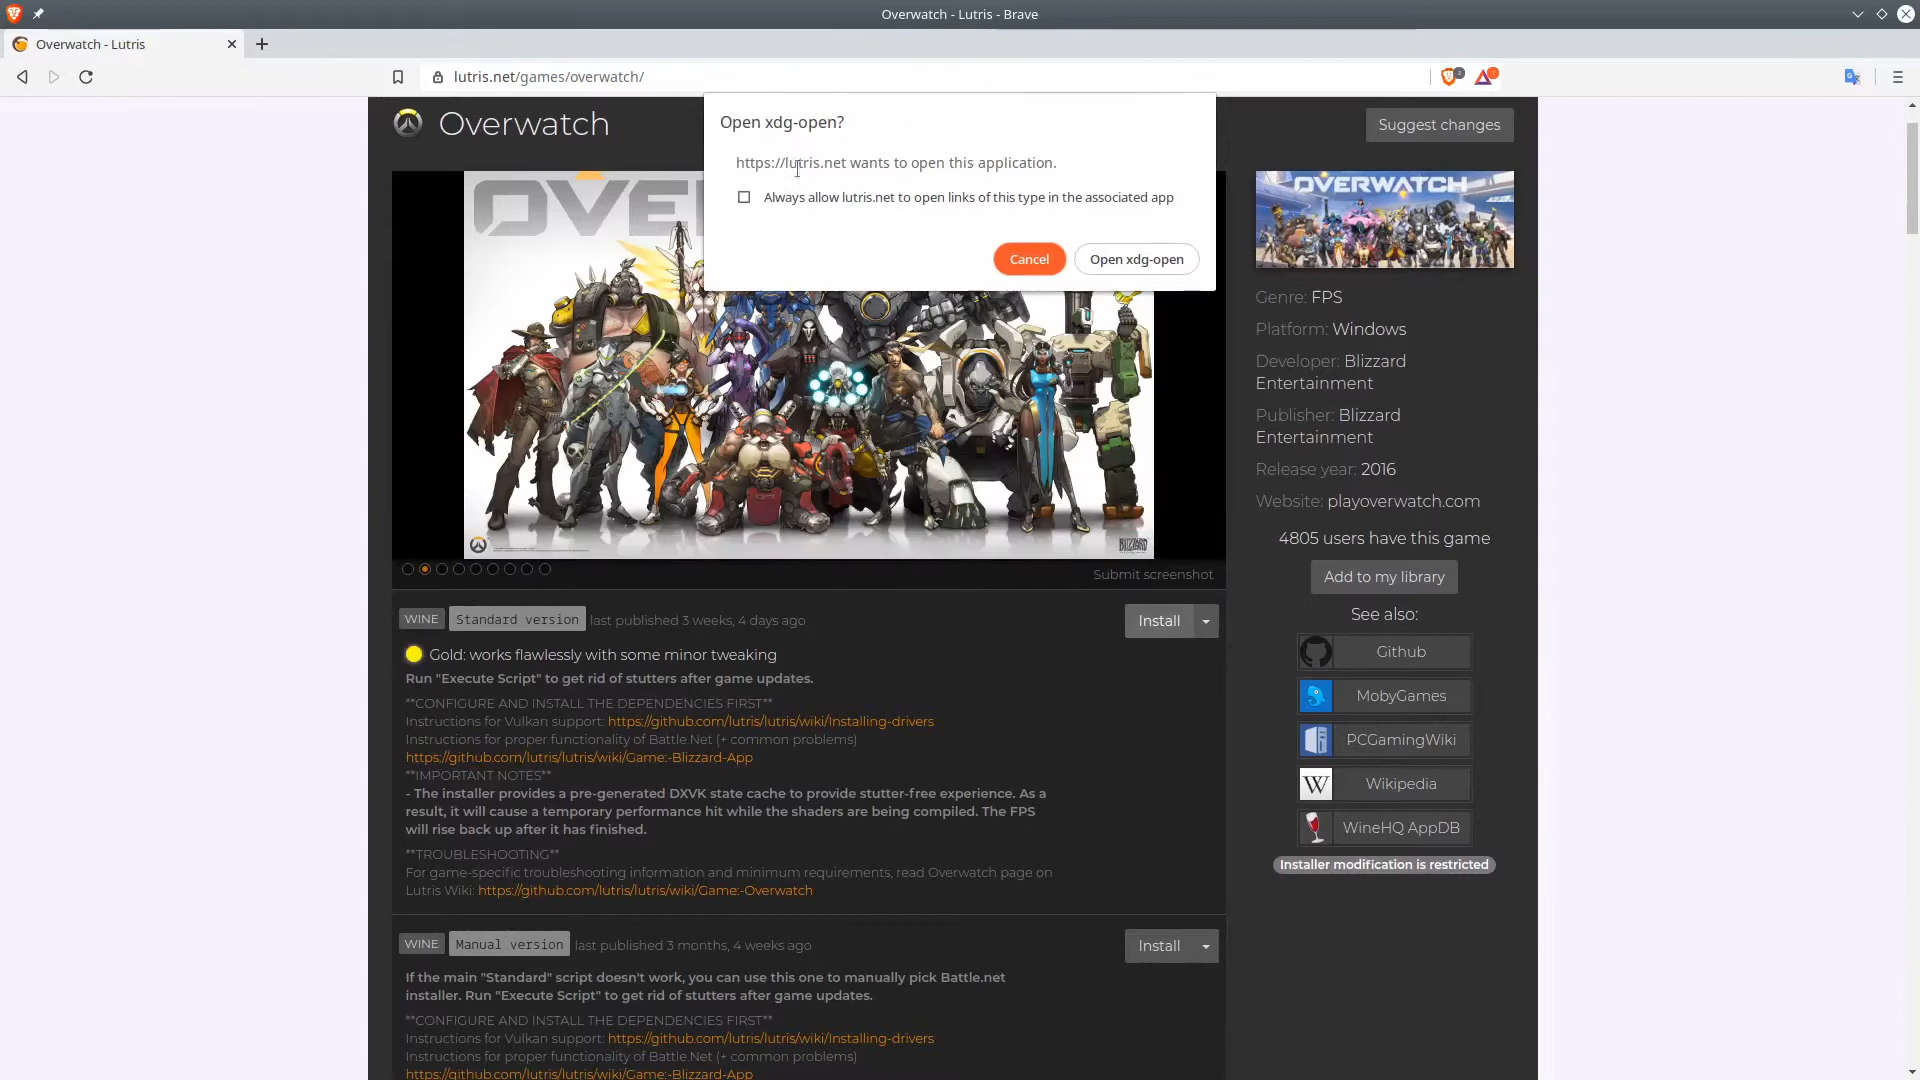 Overwatch - Lutris - Brave
Overwatch - Lutris
lutris.net/games/overwatch/
Overwatch
Suggest changes
Open xdg-open?
https://lutris.net wants to open this application.
Always allow lutris.net to open links of this type in the associated app
Cancel
Open xdg-open
OVE
BLIZZARD
Submit screenshot
WINE Standard version last published 3 weeks, 4 days ago
Install
Gold: works flawlessly with some minor tweaking
Run "Execute Script" to get rid of stutters after game updates.
**CONFIGURE AND INSTALL THE DEPENDENCIES FIRST**
Instructions for Vulkan support: https://github.com/lutris/lutris/wiki/Installing-drivers
Instructions for proper functionality of Battle.Net (+ common problems)
https://github.com/lutris/lutris/wiki/Game:-Blizzard-App
**IMPORTANT NOTES**
- The installer provides a pre-generated DXVK state cache to provide stutter-free experience. As a
result, it will cause a temporary performance hit while the shaders are being compiled. The FPS
will rise back up after it has finished.
**TROUBLESHOOTING**
For game-specific troubleshooting information and minimum requirements, read Overwatch page on
Lutris Wiki: https://github.com/lutris/lutris/wiki/Game:-Overwatch
WINE Manual version last published 3 months, 4 weeks ago
Install
If the main "Standard" script doesn't work, you can use this one to manually pick Battle.net
installer. Run "Execute Script" to get rid of stutters after game updates.
**CONFIGURE AND INSTALL THE DEPENDENCIES FIRST**
Instructions for Vulkan support: https://github.com/lutris/lutris/wiki/Installing-drivers
Instructions for proper functionality of Battle.Net (+ common problems)
https://github.com/lutris/lutris/wiki/Game:-Blizzard-App
OVERWATCH
Genre: FPS
Platform: Windows
Developer: Blizzard
Entertainment
Publisher: Blizzard
Entertainment
Release year: 2016
Website: playoverwatch.com
4805 users have this game
Add to my library
See also:
Github
MobyGames
PCGamingWiki
W Wikipedia
WineHQ AppDB
Installer modification is restricted